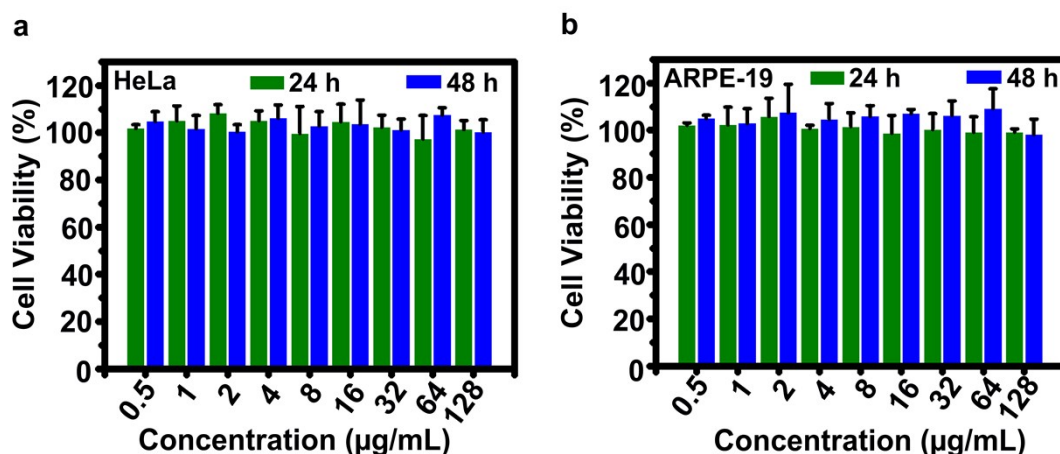 a
HeLa 24 h 48 h
120
100
80
60
40
20
0
Cell Viability (%)
0.5 1 2 4 8 16 32 64 128
Concentration (µg/mL)
b
ARPE-19 24 h 48 h
120
100
80
60
40
20
0
Cell Viability (%)
0.5 1 2 4 8 16 32 64 128
Concentration (µg/mL)